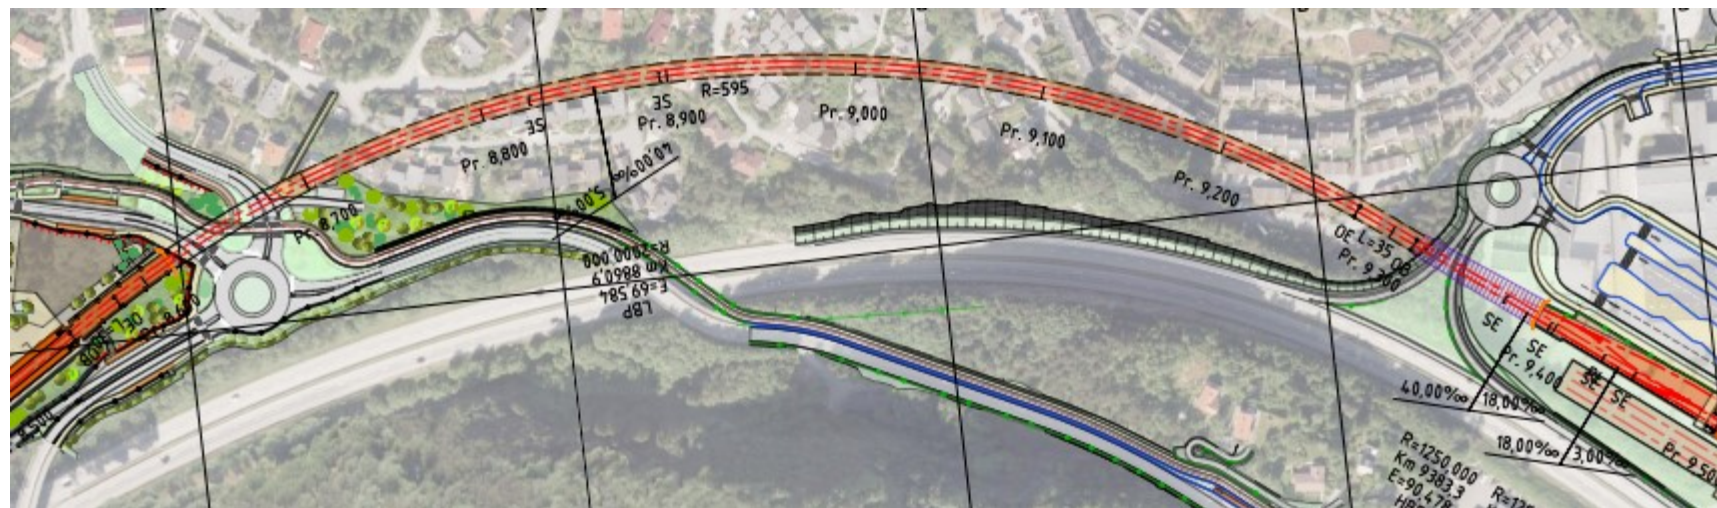 R=595
SE
Pr. 8,900
Pr. 9,000
SE
Pr. 9,100
Pr. 8,800
40,00‰
Pr. 9,200
5,00‰
Pr. 8,700
OE L=35 OB
Pr. 9,300
R=2000.000
Km 8860,9
E=69,584
LBP
SE
SE
Pr. 9,400
SE
SE
40,00‰
18,00‰
18,00‰
3,00‰
Pr. 9,500
R=1250,000
Km 9383,3
E=90,478